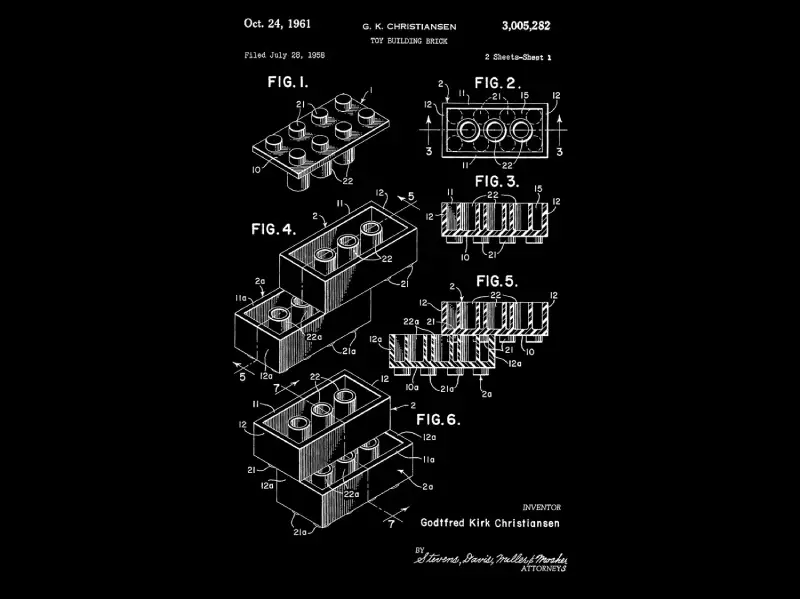 Oct. 24, 1961
G. K. CHRISTIANSEN
3,005,282
TOY BUILDING BRICK
Filed July 28, 1958
2 Sheets-Sheet 1
FIG. 1.
21
1
10
22
FIG. 2.
2
11
21
15
12
12
3
3
11
22
FIG. 3.
11
22
15
12
12
10
21
FIG. 4.
2
11
12
5
22
21
2a
11a
22a
12a
21a
5
FIG. 5.
2
22
12
12
21
22a
12a
21
10
12a
10a
21a
2a
FIG. 6.
7
22
12
11
12
2
12a
11a
21
12a
22a
2a
21a
7
INVENTOR
Godtfred Kirk Christiansen
BY
Stevens, Davis, Miller & Mosher
ATTORNEYS